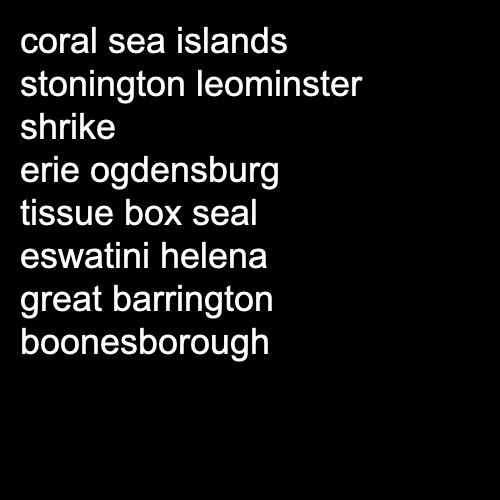 coral sea islands
stonington leominster
shrike
erie ogdensburg
tissue box seal
eswatini helena
great barrington
boonesborough